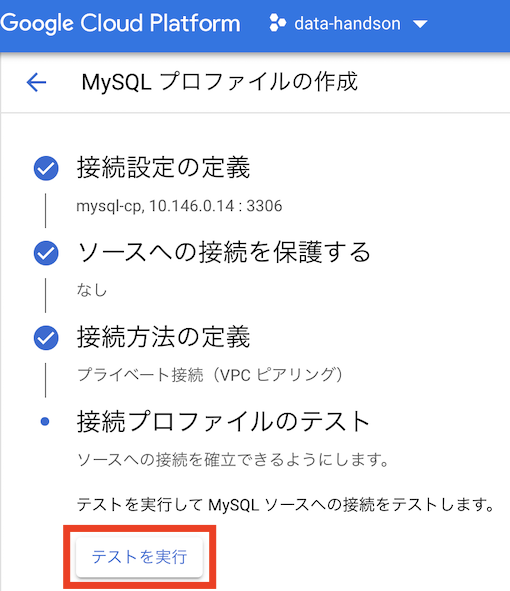 Google Cloud Platform data-handson
MySQL プロファイルの作成
接続設定の定義
mysql-cp, 10.146.0.14 : 3306
ソースへの接続を保護する
なし
接続方法の定義
プライベート接続（VPC ピアリング）
接続プロファイルのテスト
ソースへの接続を確立できるようにします。
テストを実行して MySQL ソースへの接続をテストします。
テストを実行